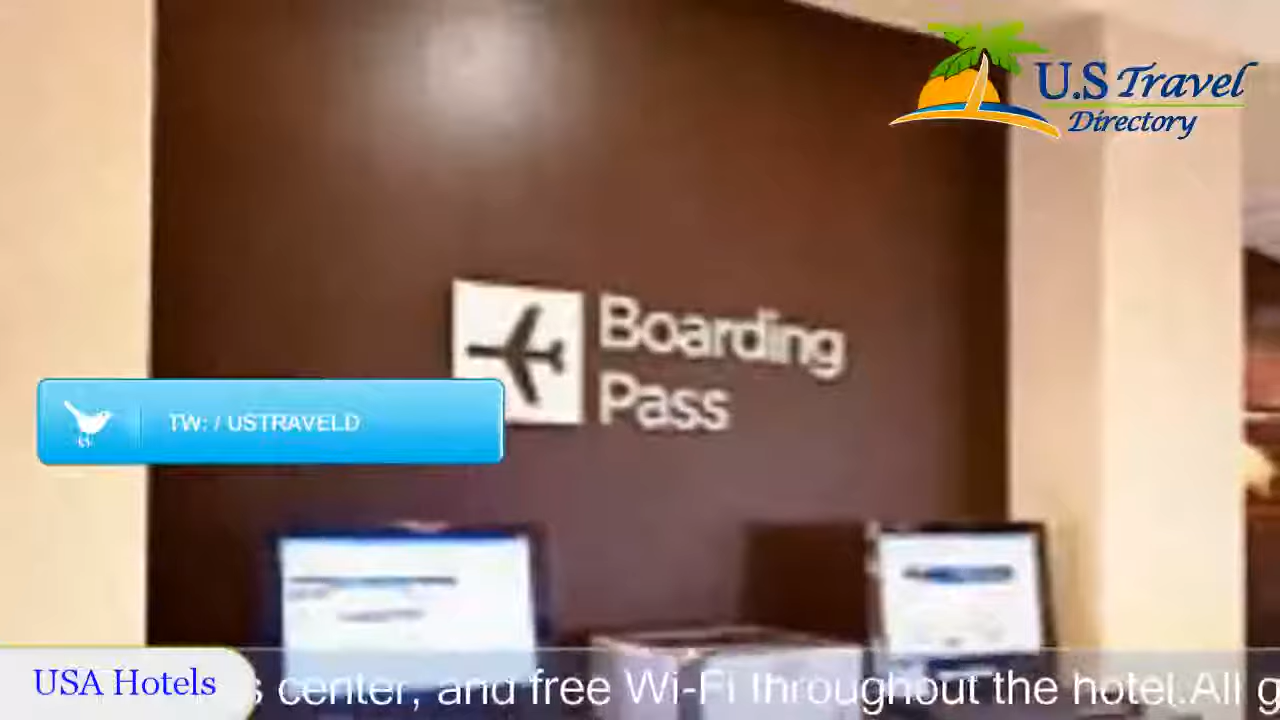 U.S Travel
Directory
Boarding
Pass
TW: / USTRAVELD
USA Hotels
center, and free Wi-Fi throughout the hotel.All